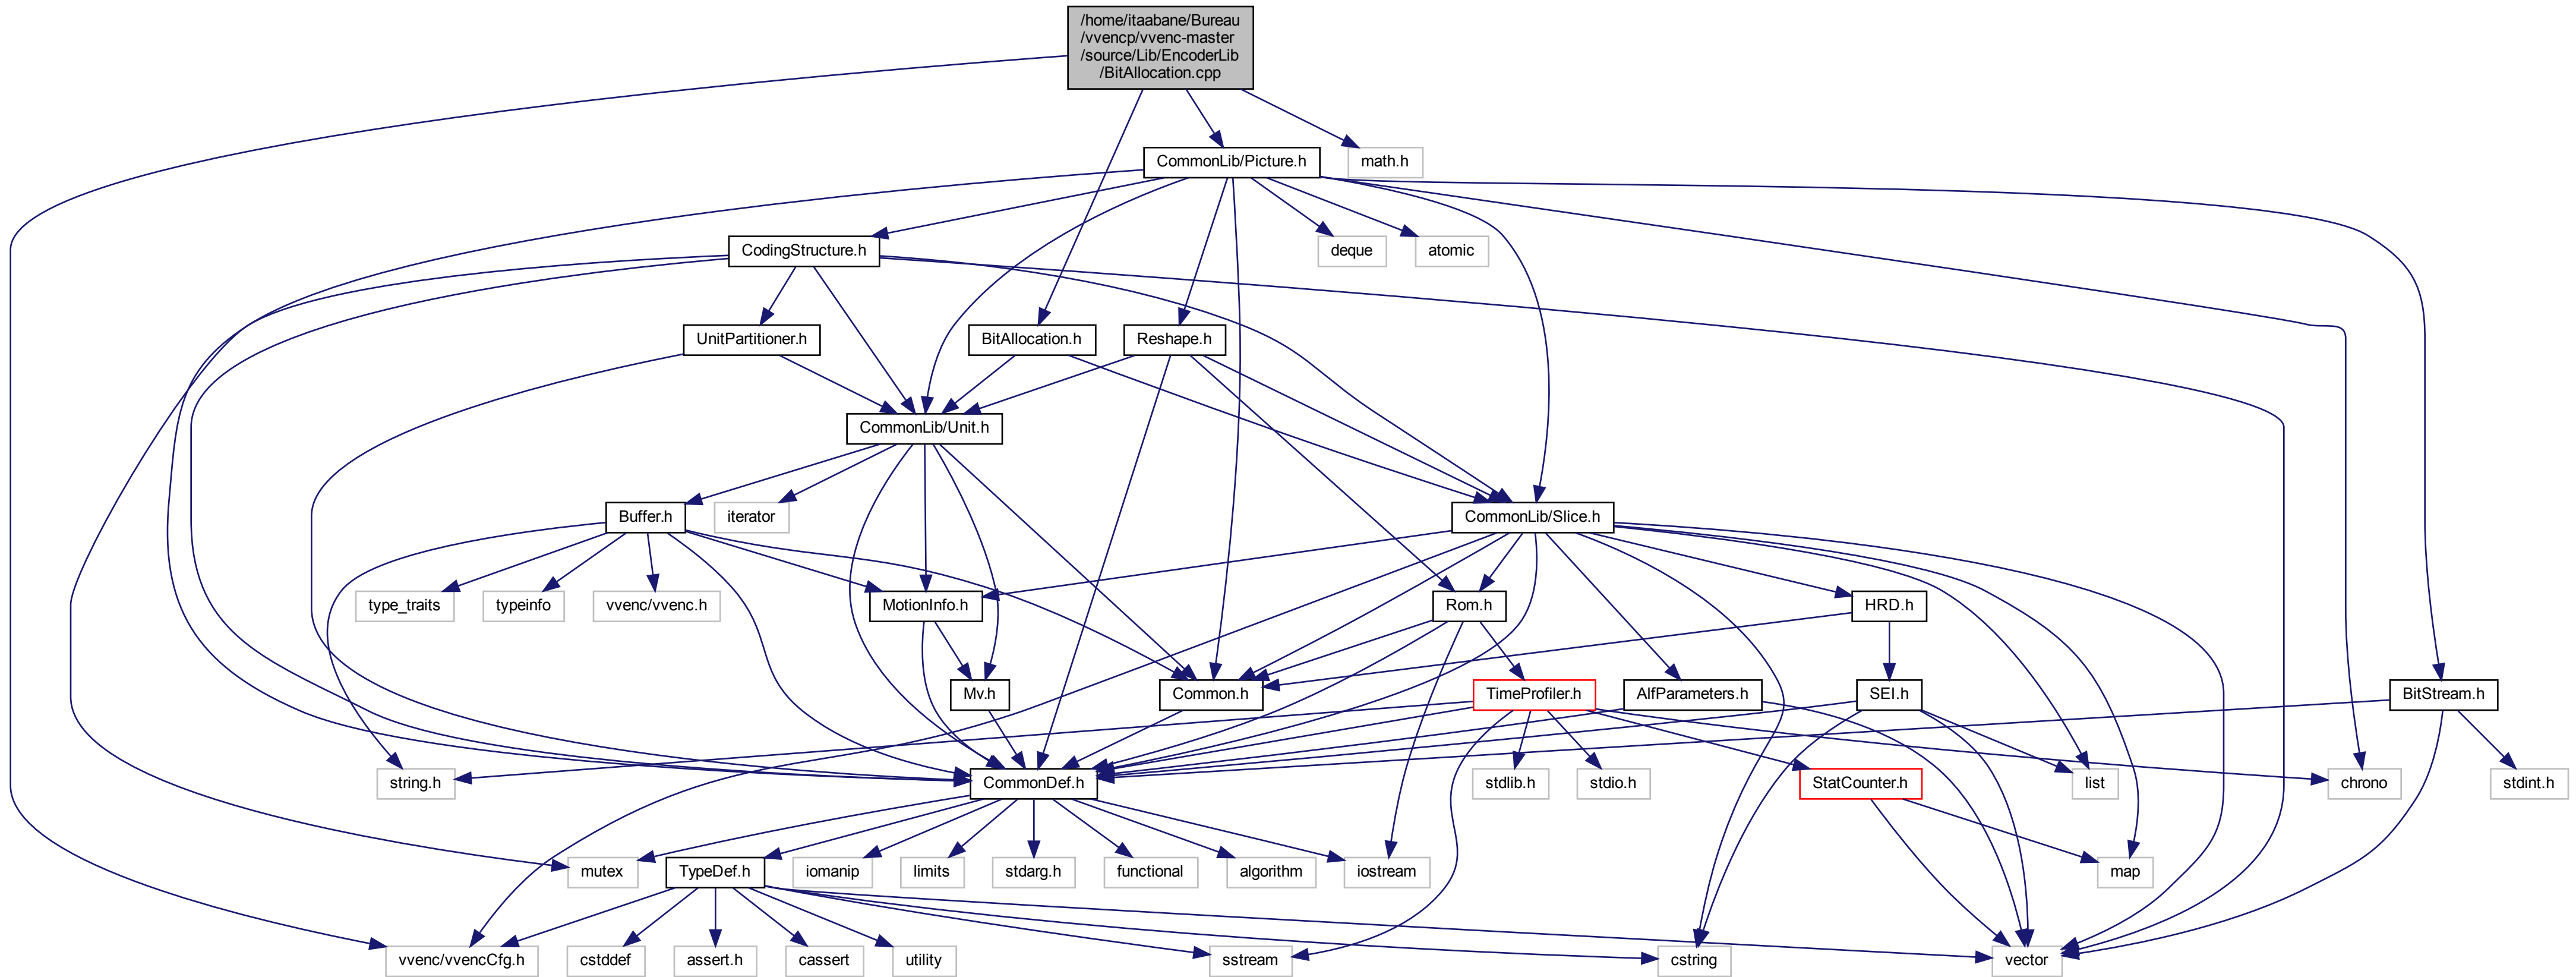 /home/itaabane/Bureau
/vvencp/vvenc-master
/source/Lib/EncoderLib
/BitAllocation.cpp
CommonLib/Picture.h
math.h
CodingStructure.h
deque
atomic
UnitPartitioner.h
BitAllocation.h
Reshape.h
CommonLib/Unit.h
Buffer.h
iterator
CommonLib/Slice.h
type_traits
typeinfo
vvenc/vvenc.h
MotionInfo.h
Rom.h
HRD.h
Mv.h
Common.h
TimeProfiler.h
AlfParameters.h
SEI.h
BitStream.h
string.h
CommonDef.h
stdlib.h
stdio.h
StatCounter.h
list
chrono
stdint.h
mutex
TypeDef.h
iomanip
limits
stdarg.h
functional
algorithm
iostream
map
vvenc/vvencCfg.h
cstddef
assert.h
cassert
utility
sstream
cstring
vector